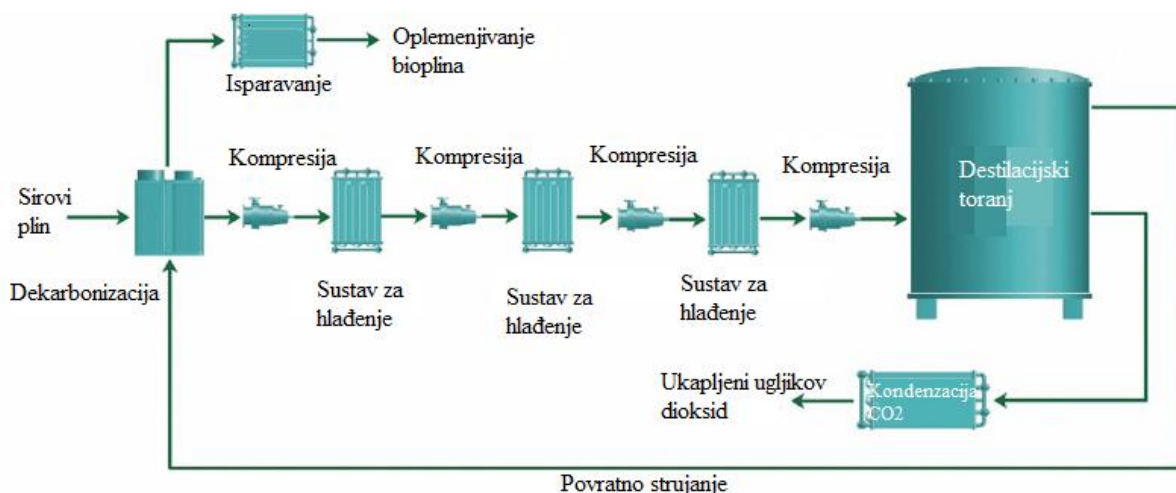 Oplemenjivanje
bioplina
Isparavanje
Kompresija
Kompresija
Kompresija
Kompresija
Destilacijski
toranj
Sirovi
plin
Dekarbonizacija
Sustav za
hlađenje
Sustav za
hlađenje
Sustav za
hlađenje
Ukapljeni ugljikov
dioksid
Kondenzacija
CO2
Povratno strujanje